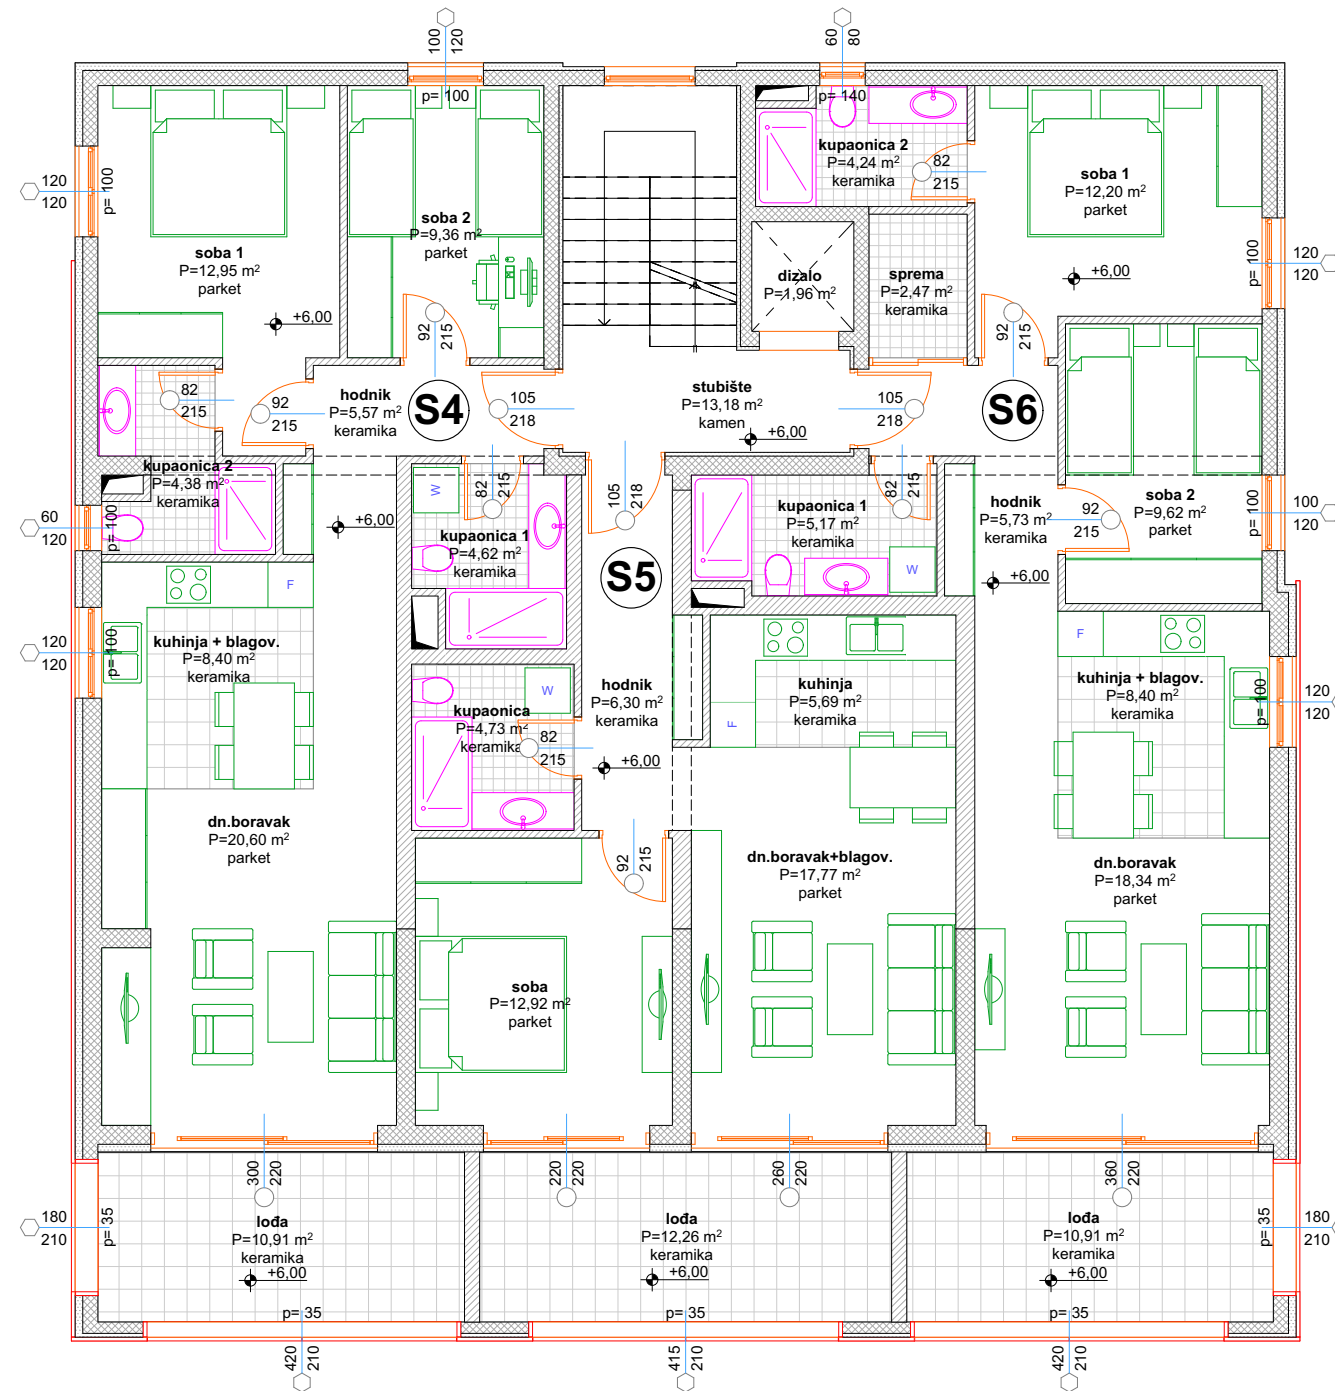 100
120
60
80
p= 100
p= 140
kupaonica 2
P=4,24 m²
keramika
82
215
soba 1
P=12,20 m²
parket
120
120
p= 100
soba 2
P=9,36 m²
parket
soba 1
P=12,95 m²
parket
+6,00
dizalo
P=1,96 m²
sprema
P=2,47 m²
keramika
+6,00
p= 100
120
120
92
215
92
215
82
215
92
215
hodnik
P=5,57 m²
keramika
S4
105
218
stubište
P=13,18 m²
kamen
+6,00
105
218
S6
kupaonica 2
P=4,38 m²
keramika
60
120
p= 100
+6,00
W
82
215
kupaonica 1
P=4,62 m²
keramika
105
218
S5
kupaonica 1
P=5,17 m²
keramika
82
215
W
hodnik
P=5,73 m²
keramika
+6,00
92
215
soba 2
P=9,62 m²
parket
p= 100
100
120
F
120
120
p= 100
kuhinja + blagov.
P=8,40 m²
keramika
kupaonica
P=4,73 m²
keramika
W
82
215
hodnik
P=6,30 m²
keramika
+6,00
kuhinja
P=5,69 m²
keramika
F
F
kuhinja + blagov.
P=8,40 m²
keramika
p= 100
120
120
dn.boravak
P=20,60 m²
parket
92
215
dn.boravak+blagov.
P=17,77 m²
parket
dn.boravak
P=18,34 m²
parket
soba
P=12,92 m²
parket
300
220
220
220
260
220
360
220
180
210
p= 35
lođa
P=10,91 m²
keramika
+6,00
lođa
P=12,26 m²
keramika
+6,00
lođa
P=10,91 m²
keramika
+6,00
p= 35
180
210
p= 35
p= 35
p= 35
420
210
415
210
420
210